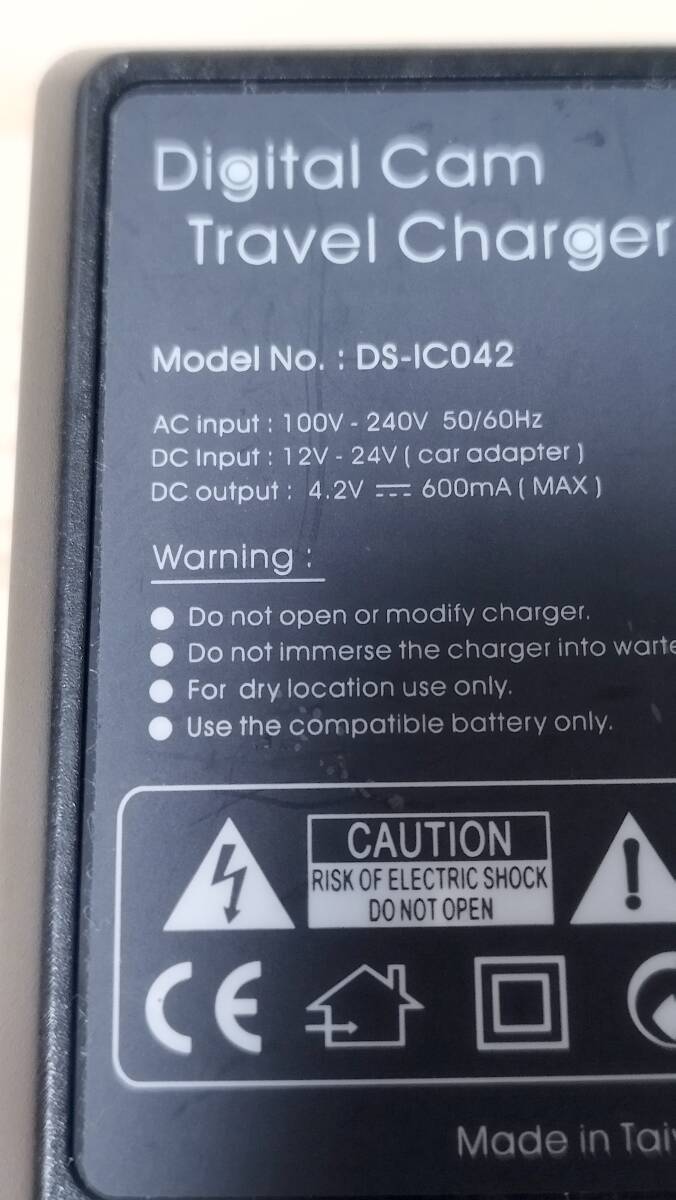 Digital Cam
Travel Charger
Model No. : DS-IC042
AC input : 100V - 240V 50/60Hz
DC Input : 12V - 24V ( car adapter )
DC output : 4.2V ⎓ 600mA ( MAX )
Warning :
● Do not open or modify charger.
● Do not immerse the charger into
● For dry location use only.
● Use the compatible battery only.
CAUTION
RISK OF ELECTRIC SHOCK
DO NOT OPEN
CE
Made in